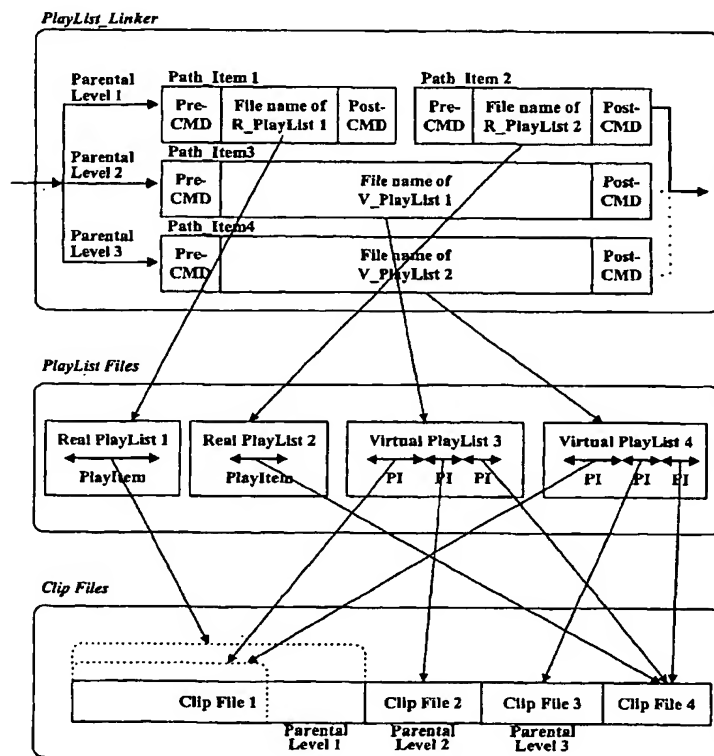 PlayList_Linker
Parental Level 1
Path_Item 1
Pre-CMD
File name of R_PlayList 1
Post-CMD
Path_Item 2
Pre-CMD
File name of R_PlayList 2
Post-CMD
Parental Level 2
Path_Item3
Pre-CMD
File name of V_PlayList 1
Post-CMD
Parental Level 3
Path_Item4
Pre-CMD
File name of V_PlayList 2
Post-CMD
PlayList Files
Real PlayList 1
PlayItem
Real PlayList 2
PlayItem
Virtual PlayList 3
PI PI PI
Virtual PlayList 4
PI PI PI
Clip Files
Clip File 1
Clip File 2
Clip File 3
Clip File 4
Parental Level 1
Parental Level 2
Parental Level 3